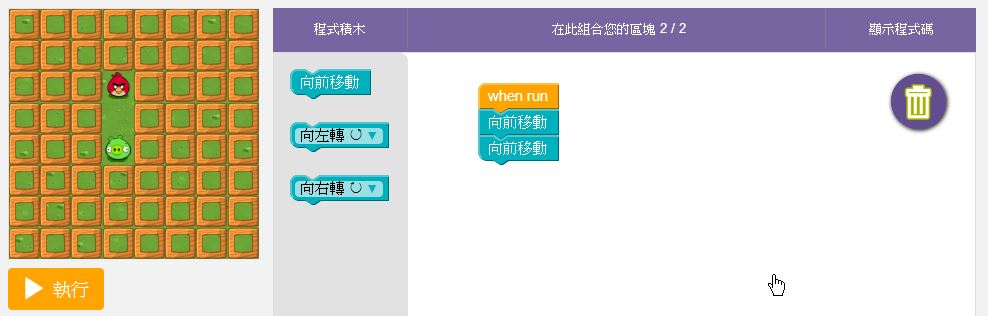 程式積木
在此組合您的區塊 2 / 2
顯示程式碼
向前移動
向左轉 ↺ ▼
向右轉 ↻ ▼
when run
向前移動
向前移動
執行